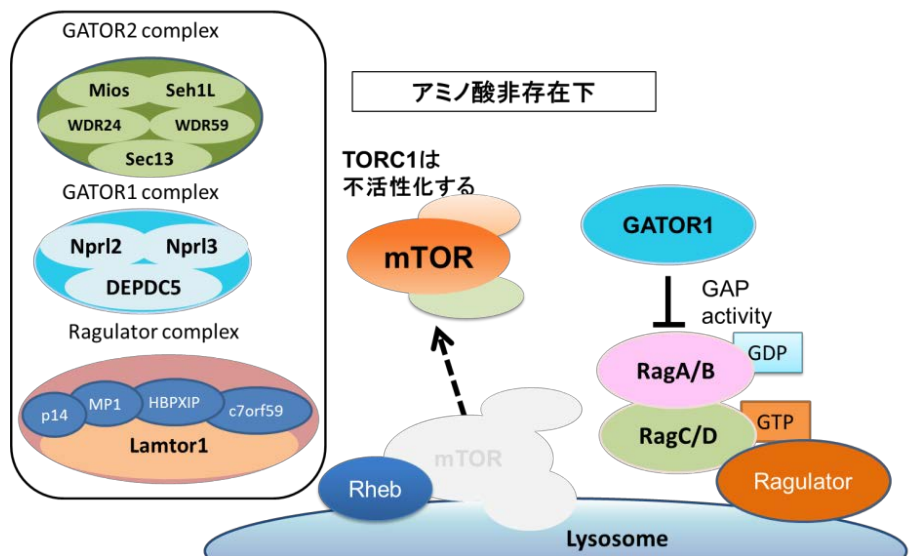 GATOR2 complex
Mios
Seh1L
WDR24
WDR59
Sec13
GATOR1 complex
Nprl2
Nprl3
DEPDC5
Ragulator complex
p14
MP1
HBPXIP
c7orf59
Lamtor1
アミノ酸非存在下
TORC1は
不活性化する
mTOR
GATOR1
GAP
activity
RagA/B
GDP
RagC/D
GTP
mTOR
Rheb
Ragulator
Lysosome